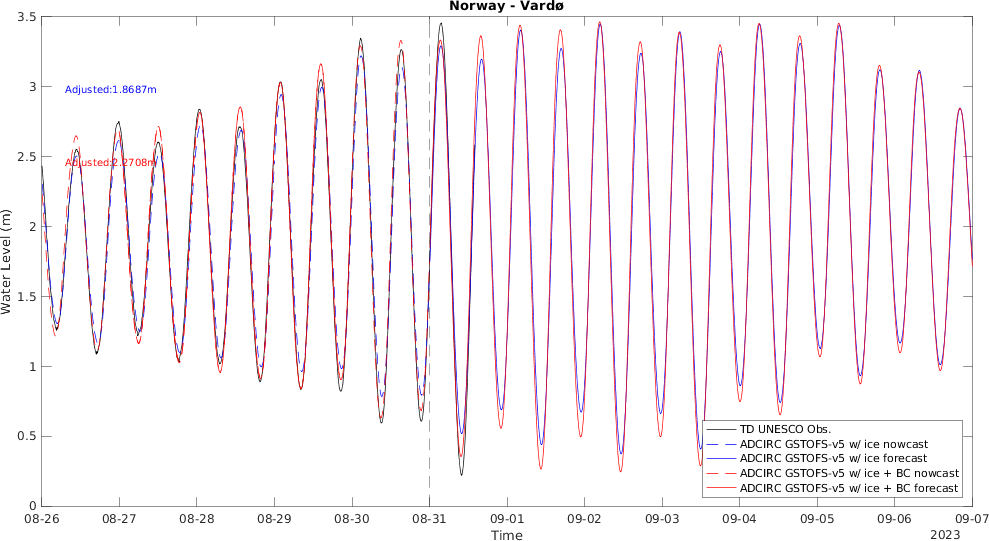 Norway - Vardø
3.5
3
2.5
2
1.5
1
0.5
0
Water Level (m)
Adjusted:1.8687m
Adjusted:2.2708m
TD UNESCO Obs.
ADCIRC GSTOFS-v5 w/ ice nowcast
ADCIRC GSTOFS-v5 w/ ice forecast
ADCIRC GSTOFS-v5 w/ ice + BC nowcast
ADCIRC GSTOFS-v5 w/ ice + BC forecast
08-26 08-27 08-28 08-29 08-30 08-31 09-01 09-02 09-03 09-04 09-05 09-06 09-07
Time
2023